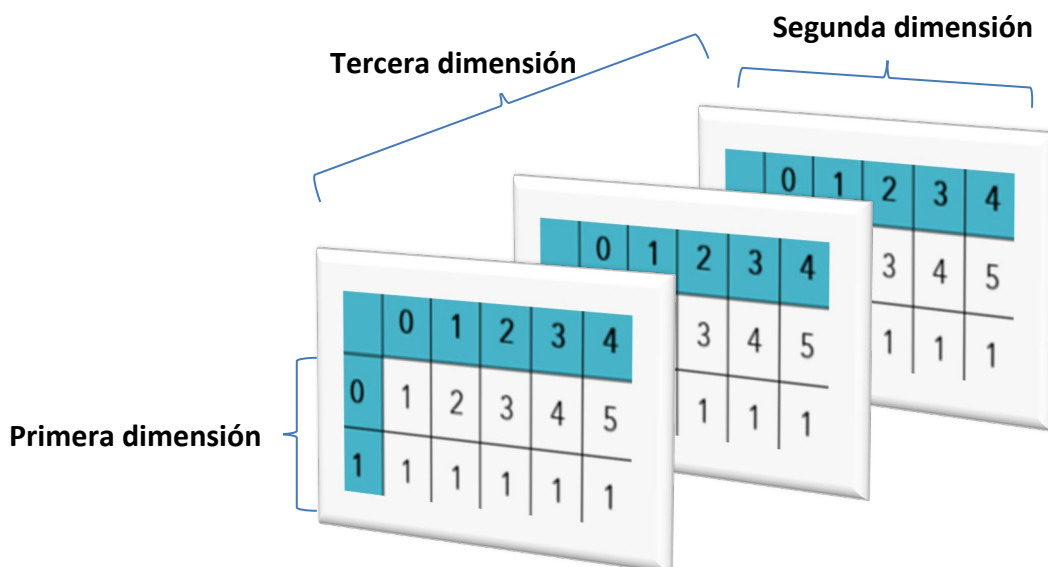 Segunda dimensión
Tercera dimensión
0 1 2 3 4
3 4 5
1 1 1
0 1 2 3 4
3 4 5
1 1 1
0 1 2 3 4
0 1 2 3 4 5
1 1 1 1 1 1
Primera dimensión